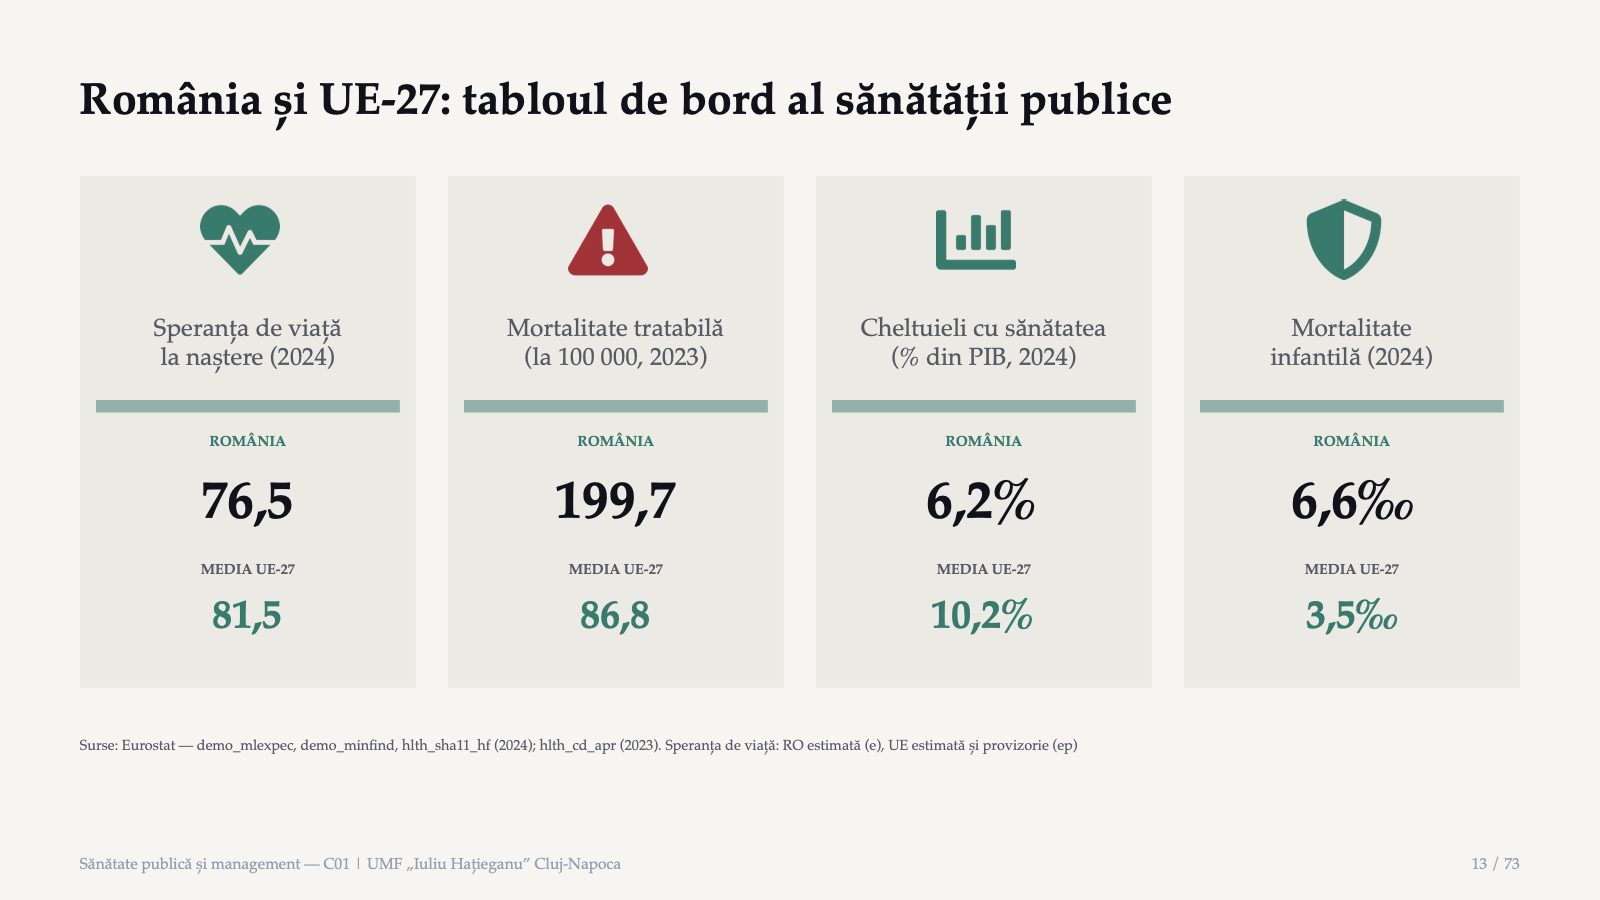 România și UE-27: tabloul de bord al sănătății publice
Speranța de viață
la naștere (2024)
ROMÂNIA
76,5
MEDIA UE-27
81,5
Mortalitate tratabilă
(la 100 000, 2023)
ROMÂNIA
199,7
MEDIA UE-27
86,8
Cheltuieli cu sănătatea
(% din PIB, 2024)
ROMÂNIA
6,2%
MEDIA UE-27
10,2%
Mortalitate
infantilă (2024)
ROMÂNIA
6,6‰
MEDIA UE-27
3,5‰
Surse: Eurostat — demo_mlexpec, demo_minfind, hlth_sha11_hf (2024); hlth_cd_apr (2023). Speranța de viață: RO estimată (e), UE estimată și provizorie (ep)
Sănătate publică și management — C01 | UMF „Iuliu Hațieganu” Cluj-Napoca
13 / 73